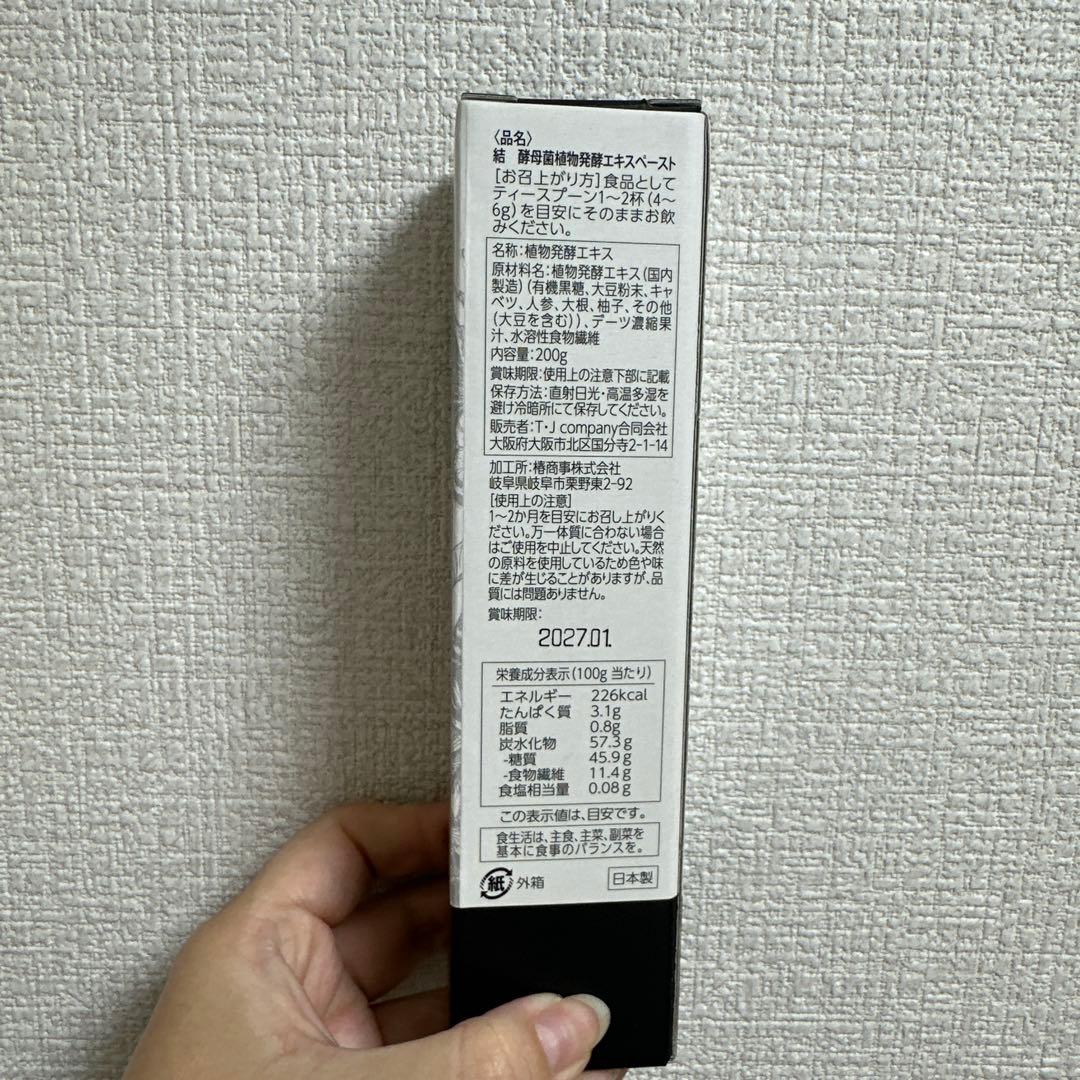 〈品名〉
結　酵母菌植物発酵エキスペースト
[お召上がり方]食品として
ティースプーン1〜2杯(4〜
6g)を目安にそのままお飲
みください。
名称：植物発酵エキス
原材料名：植物発酵エキス(国内
製造)(有機黒糖、大豆粉末、キャ
ベツ、人参、大根、柚子、その他
(大豆を含む))、デーツ濃縮果
汁、水溶性食物繊維
内容量：200g
賞味期限：使用上の注意下部に記載
保存方法：直射日光・高温多湿を
避け冷暗所にて保存してください。
販売者：T・J company合同会社
大阪府大阪市北区国分寺2-1-14
加工所：椿商事株式会社
岐阜県岐阜市粟野東2-92
[使用上の注意]
1〜2か月を目安にお召し上がりく
ださい。万一体質に合わない場合
はご使用を中止してください。天然
の原料を使用しているため色や味
に差が生じることがありますが、品
質には問題ありません。
賞味期限：
2027.01.
栄養成分表示(100g 当たり)
エネルギー 226kcal
たんぱく質 3.1g
脂質 0.8g
炭水化物 57.3g
-糖質 45.9g
-食物繊維 11.4g
食塩相当量 0.08g
この表示値は、目安です。
食生活は、主食、主菜、副菜を
基本に食事のバランスを。
紙 外箱 日本製